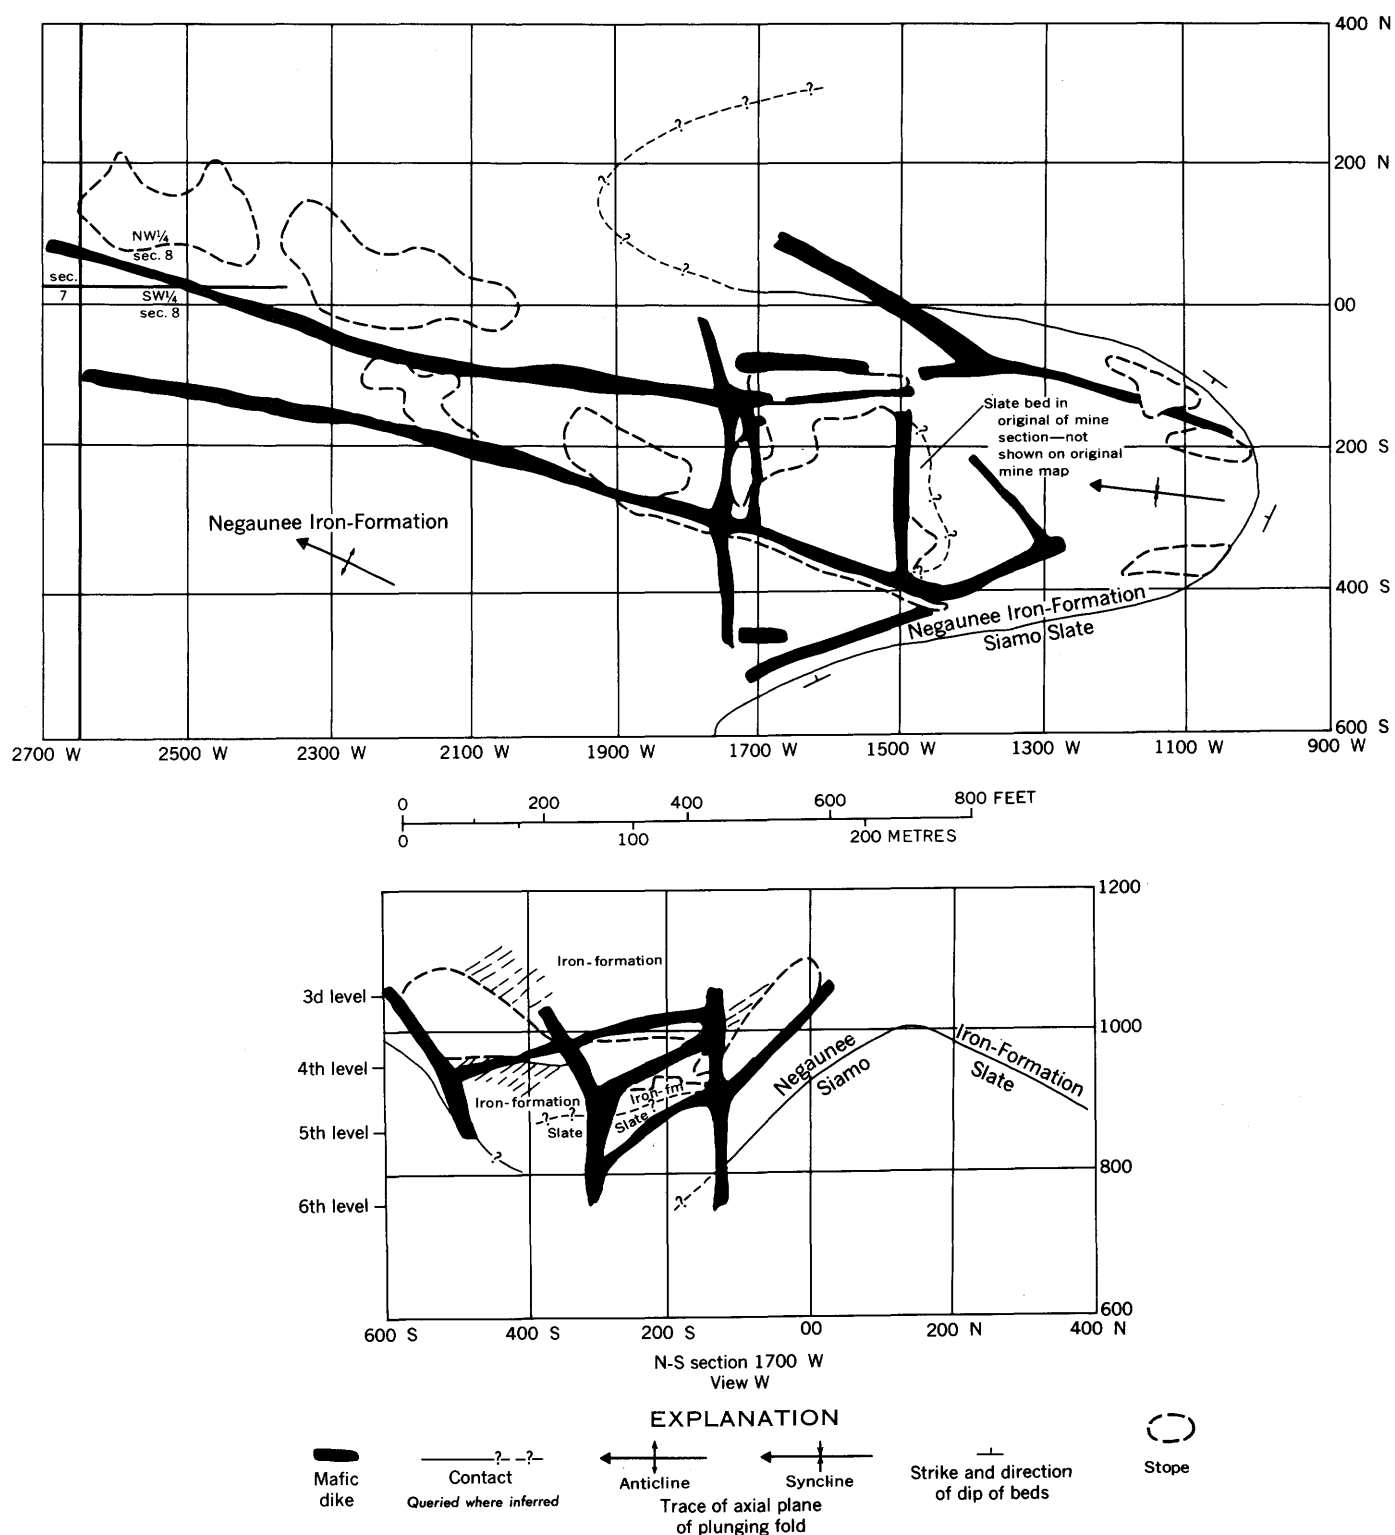 400 N
? ? ?
200 N
?
NW¼
sec. 8
? ?
sec.
7
SW¼
sec. 8
00
Slate bed in
original of mine
section—not
shown on original
mine map
?
200 S
?
?
?
Negaunee Iron-Formation
400 S
Negaunee Iron-Formation
Siamo Slate
600 S
2700 W 2500 W 2300 W 2100 W 1900 W 1700 W 1500 W 1300 W 1100 W 900 W
0 200 400 600 800 FEET
0 100 200 METRES
1200
Iron-formation
3d level
1000
Negaunee
Siamo
Iron-Formation
Slate
4th level
Iron-fm
Iron-formation
? ?
?
Slate
Slate
5th level
?
800
6th level
?
600
600 S 400 S 200 S 00 200 N 400 N
N-S section 1700 W
View W
EXPLANATION
Mafic
dike
? ?
Contact
Queried where inferred
Anticline
Syncline
Trace of axial plane
of plunging fold
Strike and direction
of dip of beds
Stope